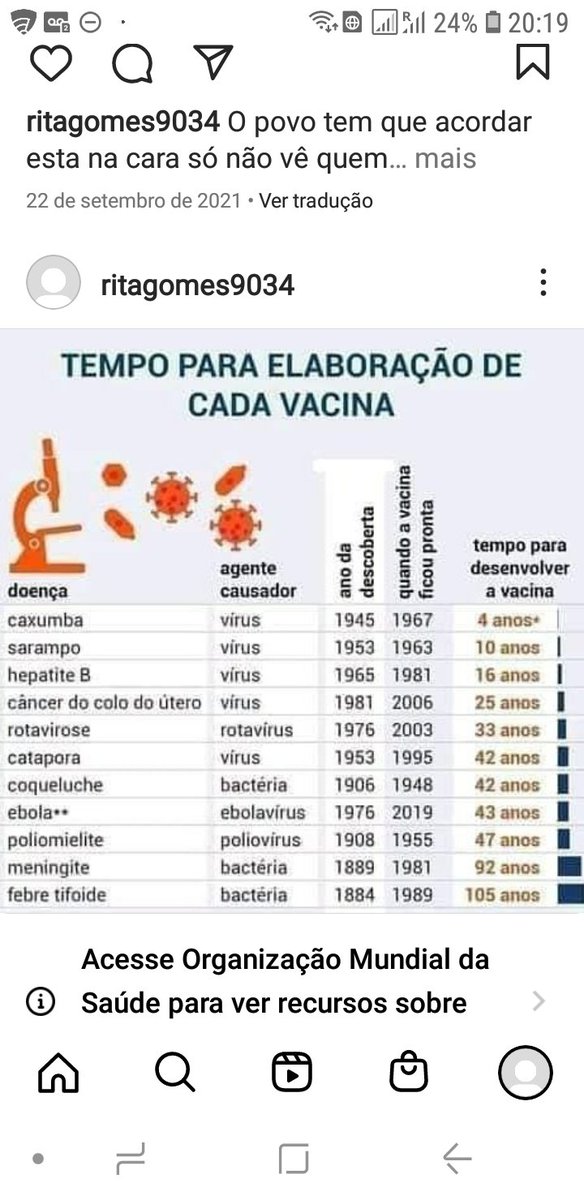 24% 20:19
ritagomes9034 O povo tem que acordar
esta na cara só não vê quem... mais
22 de setembro de 2021 • Ver tradução
ritagomes9034
TEMPO PARA ELABORAÇÃO DE
CADA VACINA
doença agente causador ano da descoberta quando a vacina ficou pronta tempo para desenvolver a vacina
caxumba vírus 1945 1967 4 anos*
sarampo vírus 1953 1963 10 anos
hepatite B vírus 1965 1981 16 anos
câncer do colo do útero vírus 1981 2006 25 anos
rotavirose rotavírus 1976 2003 33 anos
catapora vírus 1953 1995 42 anos
coqueluche bactéria 1906 1948 42 anos
ebola** ebolavírus 1976 2019 43 anos
poliomielite poliovírus 1908 1955 47 anos
meningite bactéria 1889 1981 92 anos
febre tifoide bactéria 1884 1989 105 anos
Acesse Organização Mundial da
Saúde para ver recursos sobre